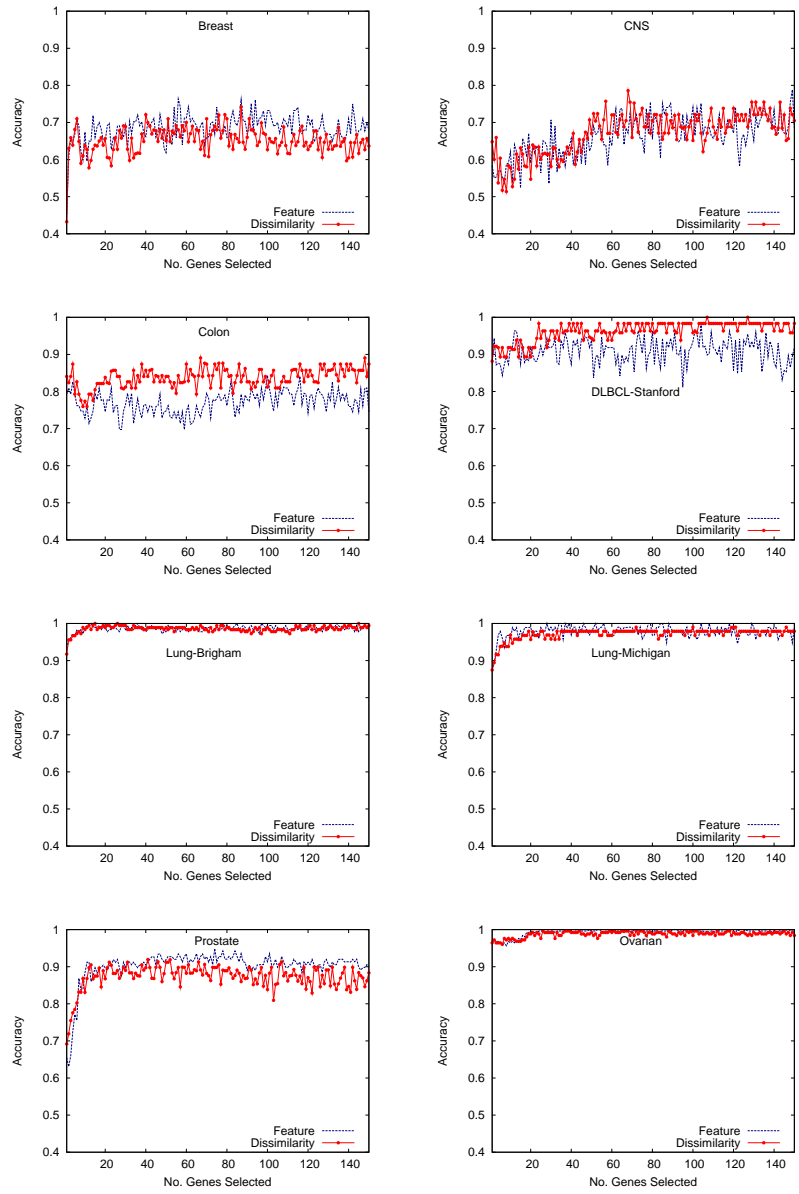 Breast
1
0.9
0.8
0.7
0.6
0.5
0.4
Accuracy
Feature
Dissimilarity
20 40 60 80 100 120 140
No. Genes Selected
CNS
1
0.9
0.8
0.7
0.6
0.5
0.4
Accuracy
Feature
Dissimilarity
20 40 60 80 100 120 140
No. Genes Selected
Colon
1
0.9
0.8
0.7
0.6
0.5
0.4
Accuracy
Feature
Dissimilarity
20 40 60 80 100 120 140
No. Genes Selected
1
0.9
0.8
0.7
0.6
0.5
0.4
Accuracy
DLBCL-Stanford
Feature
Dissimilarity
20 40 60 80 100 120 140
No. Genes Selected
1
0.9
0.8
0.7
0.6
0.5
0.4
Accuracy
Lung-Brigham
Feature
Dissimilarity
20 40 60 80 100 120 140
No. Genes Selected
1
0.9
0.8
0.7
0.6
0.5
0.4
Accuracy
Lung-Michigan
Feature
Dissimilarity
20 40 60 80 100 120 140
No. Genes Selected
Prostate
1
0.9
0.8
0.7
0.6
0.5
0.4
Accuracy
Feature
Dissimilarity
20 40 60 80 100 120 140
No. Genes Selected
Ovarian
1
0.9
0.8
0.7
0.6
0.5
0.4
Accuracy
Feature
Dissimilarity
20 40 60 80 100 120 140
No. Genes Selected